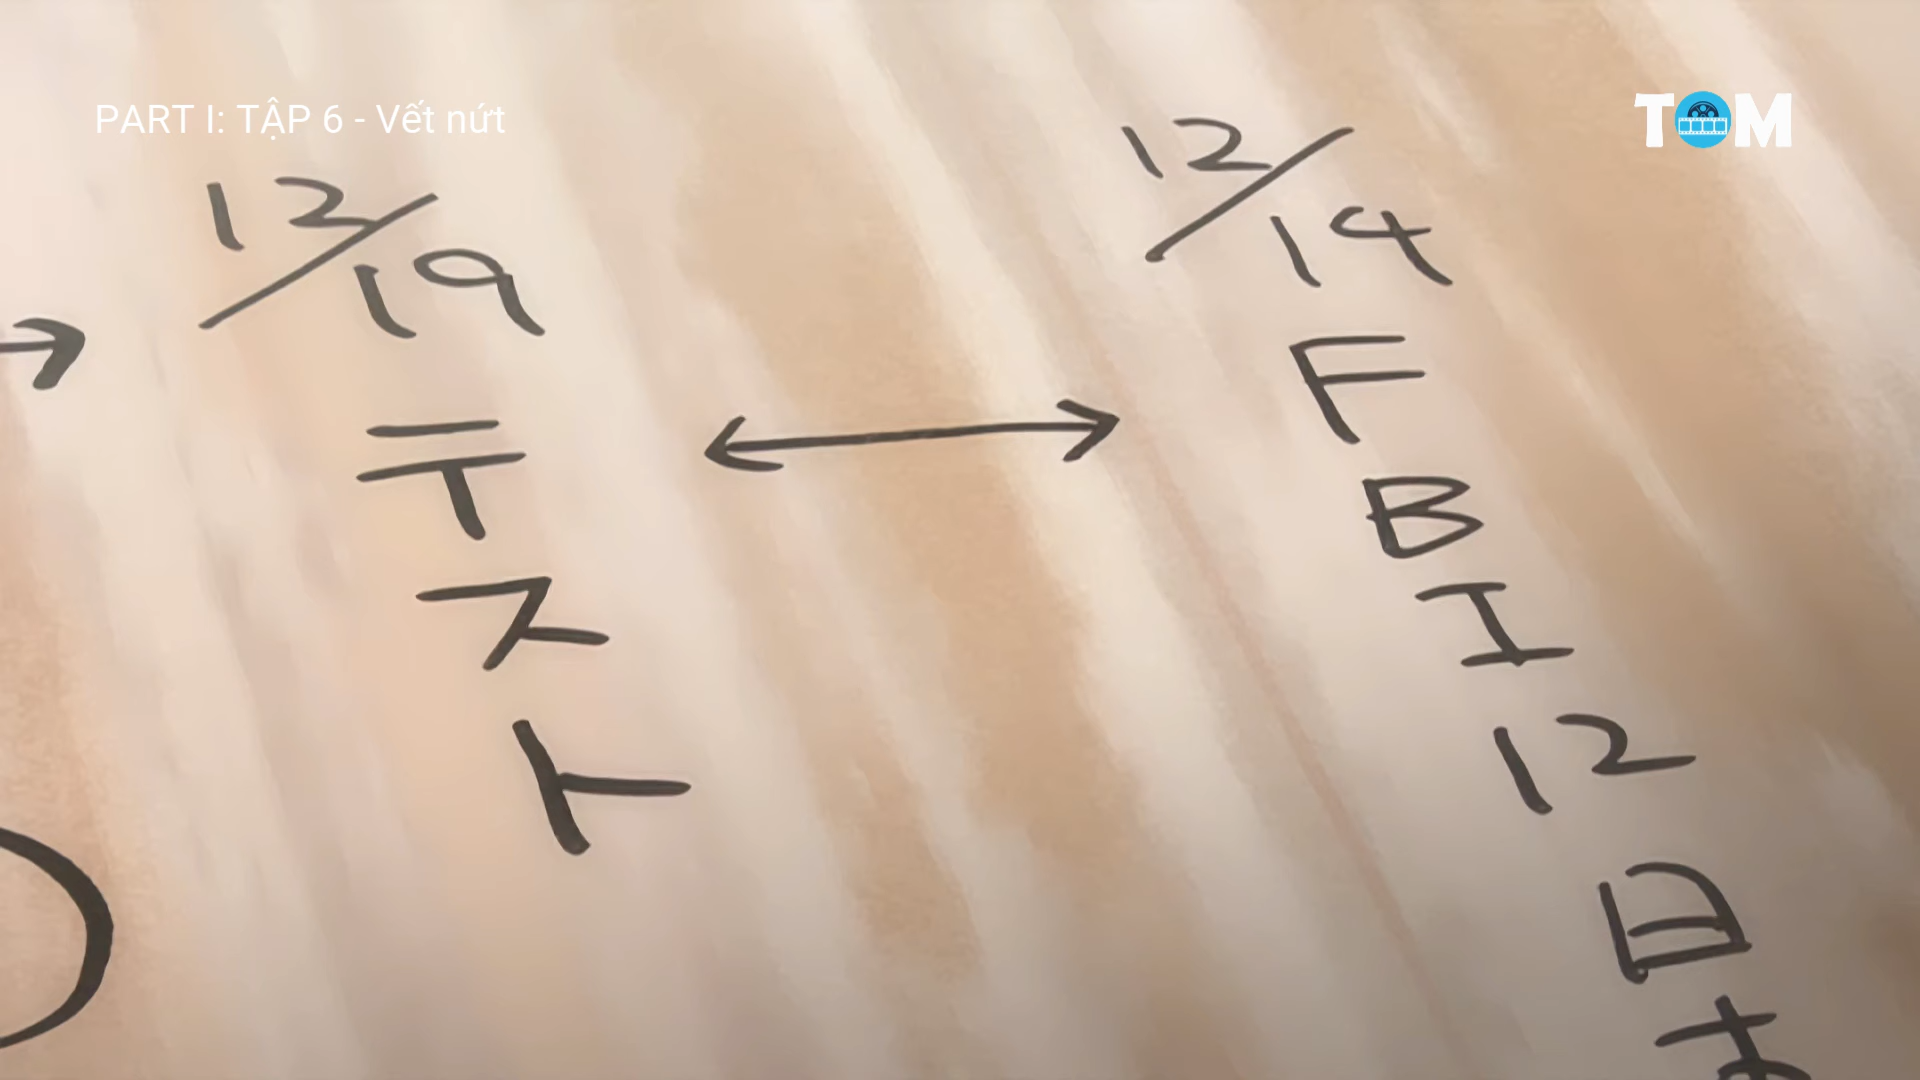 PART I: TẬP 6 - Vết nứt
TOM
12/19
テスト
12/14
FBI12日